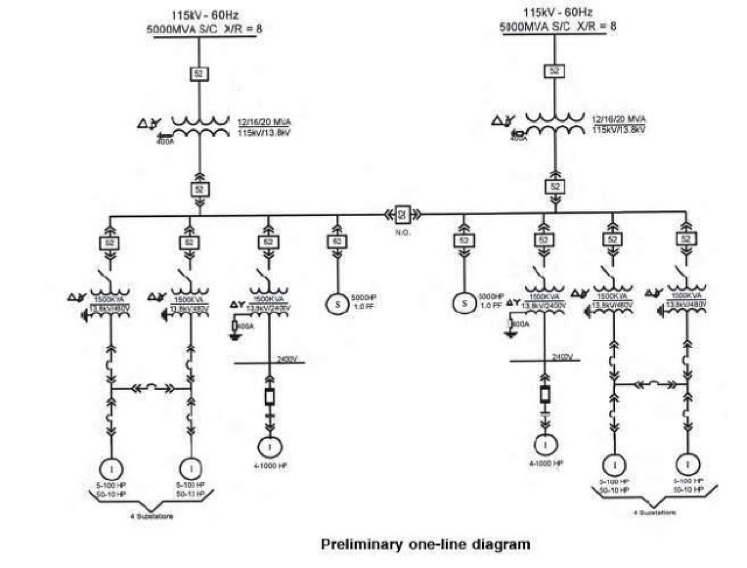 115kV - 60Hz
5000MVA S/C X/R = 8
115kV - 60Hz
5000MVA S/C X/R = 8
52
52
12/16/20 MVA
115kV/13.8kV
400A
12/16/20 MVA
115kV/13.8kV
400A
52
52
52
N.O.
52
52
52
52
52
52
52
52
5000HP
1.0 PF
S
S
5000HP
1.0 PF
1500KVA
13.8kV/480V
1500KVA
13.8kV/480V
Δ Y
1500KVA
13.8kV/2400V
400A
Δ Y
1500KVA
13.8kV/2400V
400A
1500KVA
13.8kV/480V
1500KVA
13.8kV/480V
2400V
2400V
I
4-1000 HP
I
4-1000 HP
I
I
I
I
5-100 HP
50-10 HP
5-100 HP
50-10 HP
5-100 HP
50-10 HP
5-100 HP
50-10 HP
4 Substations
4 Substations
Preliminary one-line diagram